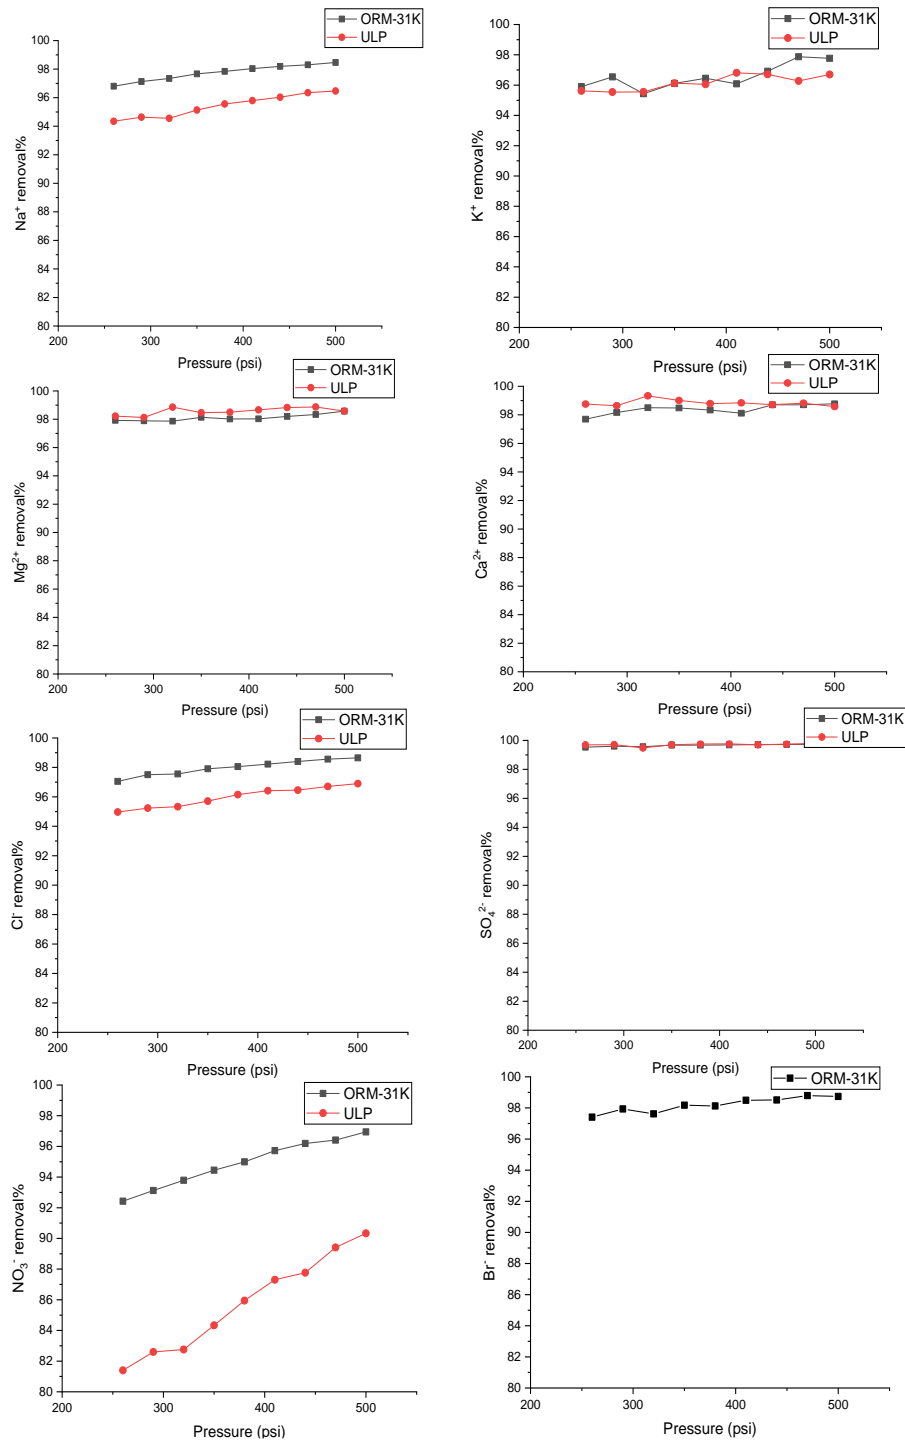 ORM-31K
ULP
100
98
96
94
92
90
88
86
84
82
80
Na⁺ removal%
200 300 400 500
Pressure (psi)
ORM-31K
ULP
100
98
96
94
92
90
88
86
84
82
80
K⁺ removal%
200 300 400 500
Pressure (psi)
ORM-31K
ULP
100
98
96
94
92
90
88
86
84
82
80
Mg²⁺ removal%
200 300 400 500
Pressure (psi)
ORM-31K
ULP
100
98
96
94
92
90
88
86
84
82
80
Ca²⁺ removal%
200 300 400 500
Pressure (psi)
ORM-31K
ULP
100
98
96
94
92
90
88
86
84
82
80
Cl⁻ removal%
200 300 400 500
Pressure (psi)
ORM-31K
ULP
100
98
96
94
92
90
88
86
84
82
80
SO₄²⁻ removal%
200 300 400 500
Pressure (psi)
ORM-31K
ULP
100
98
96
94
92
90
88
86
84
82
80
NO₃⁻ removal%
200 300 400 500
Pressure (psi)
ORM-31K
100
98
96
94
92
90
88
86
84
82
80
Br⁻ removal%
200 300 400 500
Pressure (psi)